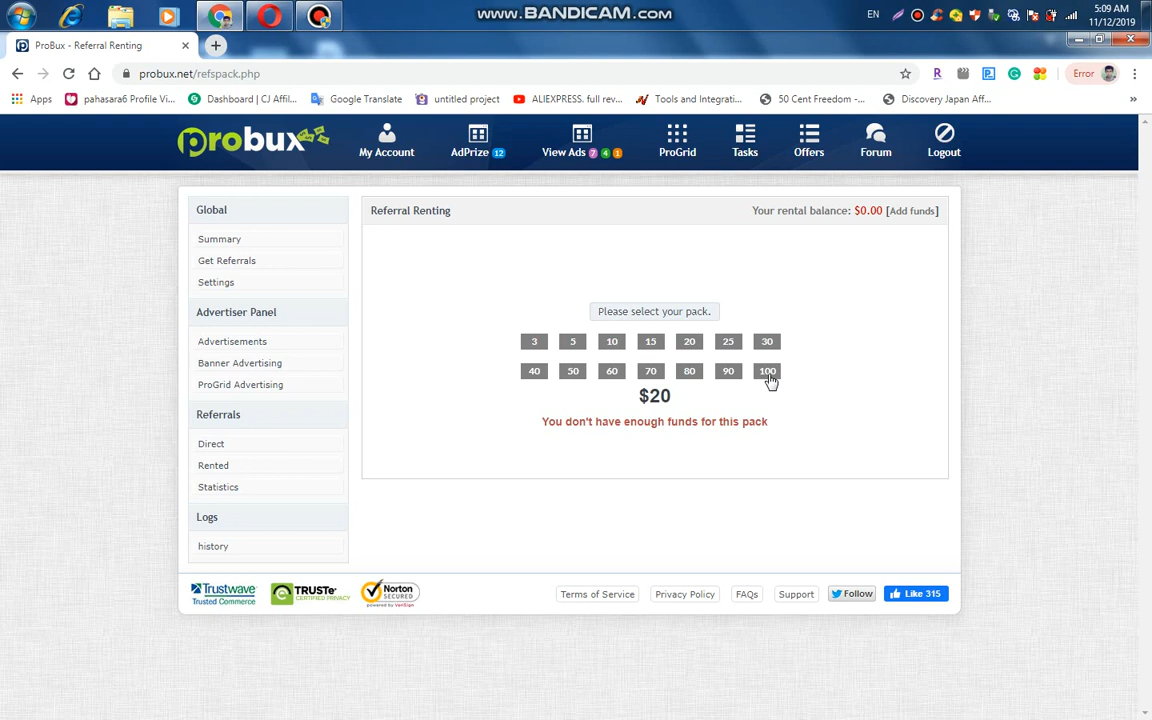 www.BANDICAM.com
EN
5:09 AM
11/12/2019
ProBux - Referral Renting
probux.net/refspack.php
Error
Apps
pahasara6 Profile Vi...
Dashboard | CJ Affil...
Google Translate
untitled project
ALIEXPRESS. full rev...
Tools and Integrati...
50 Cent Freedom -...
Discovery Japan Aff...
»
probux
My Account
AdPrize 12
View Ads 7 4 1
ProGrid
Tasks
Offers
Forum
Logout
Global
Summary
Get Referrals
Settings
Advertiser Panel
Advertisements
Banner Advertising
ProGrid Advertising
Referrals
Direct
Rented
Statistics
Logs
history
Referral Renting
Your rental balance: $0.00 [Add funds]
Please select your pack.
3 5 10 15 20 25 30
40 50 60 70 80 90 100
$20
You don't have enough funds for this pack
Trustwave
Trusted Commerce
TRUSTe
CERTIFIED PRIVACY
Norton
SECURED
powered by VeriSign
Terms of Service
Privacy Policy
FAQs
Support
Follow
Like 315